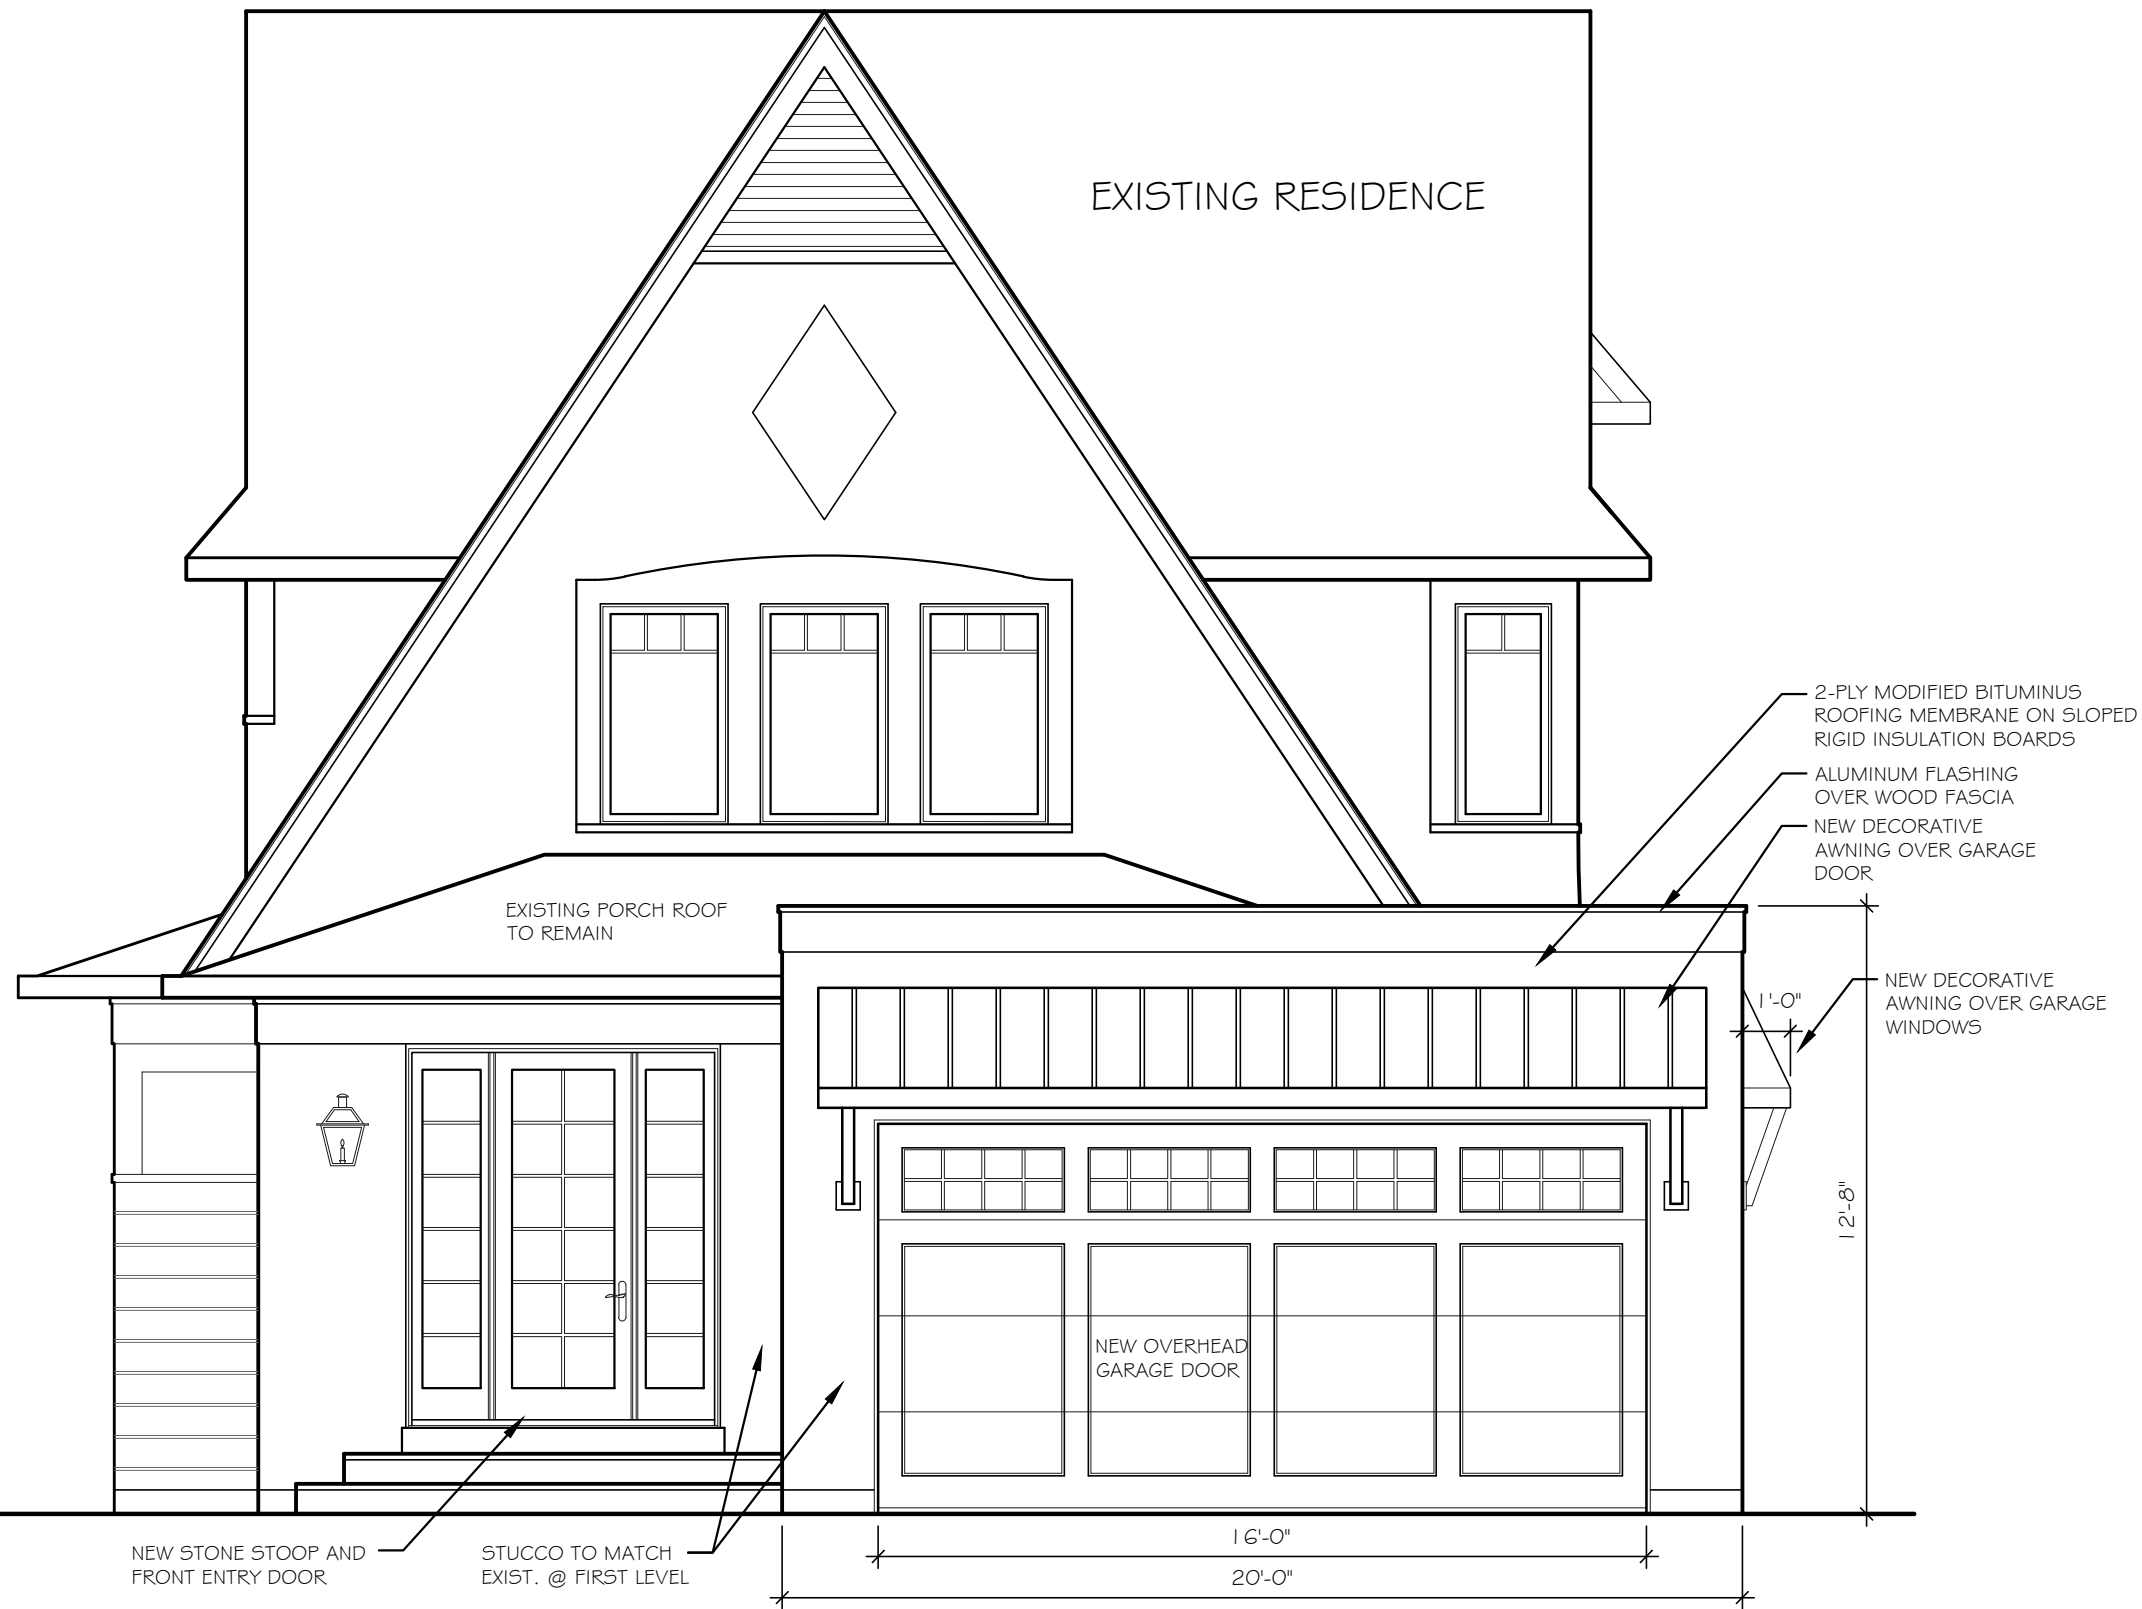 EXISTING RESIDENCE
2-PLY MODIFIED BITUMINUS
ROOFING MEMBRANE ON SLOPED
RIGID INSULATION BOARDS
ALUMINUM FLASHING
OVER WOOD FASCIA
NEW DECORATIVE
AWNING OVER GARAGE
DOOR
EXISTING PORCH ROOF
TO REMAIN
NEW DECORATIVE
AWNING OVER GARAGE
WINDOWS
1'-0"
12'-8"
NEW OVERHEAD
GARAGE DOOR
16'-0"
20'-0"
NEW STONE STOOP AND
FRONT ENTRY DOOR
STUCCO TO MATCH
EXIST. @ FIRST LEVEL